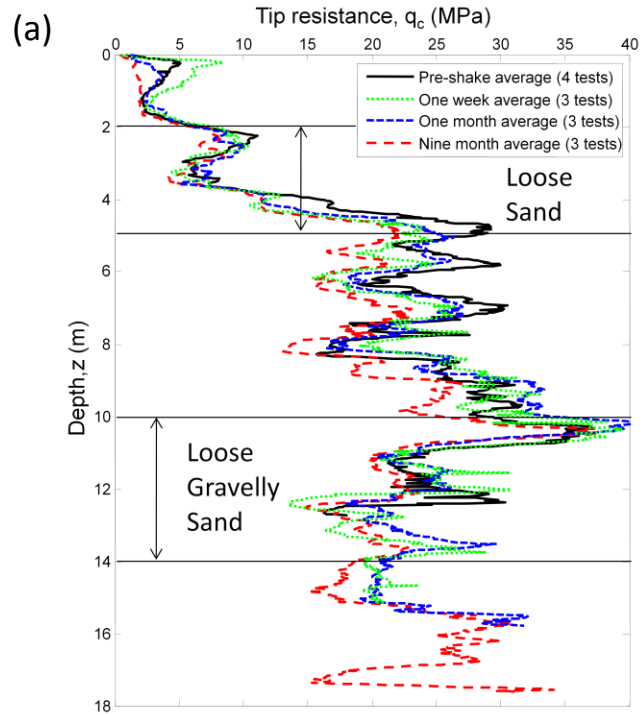 (a)
Tip resistance, qc (MPa)
0 5 10 15 20 25 30 35 40
Pre-shake average (4 tests)
One week average (3 tests)
One month average (3 tests)
Nine month average (3 tests)
Loose
Sand
Depth,z (m)
0
2
4
6
8
10
12
14
16
18
Loose
Gravelly
Sand